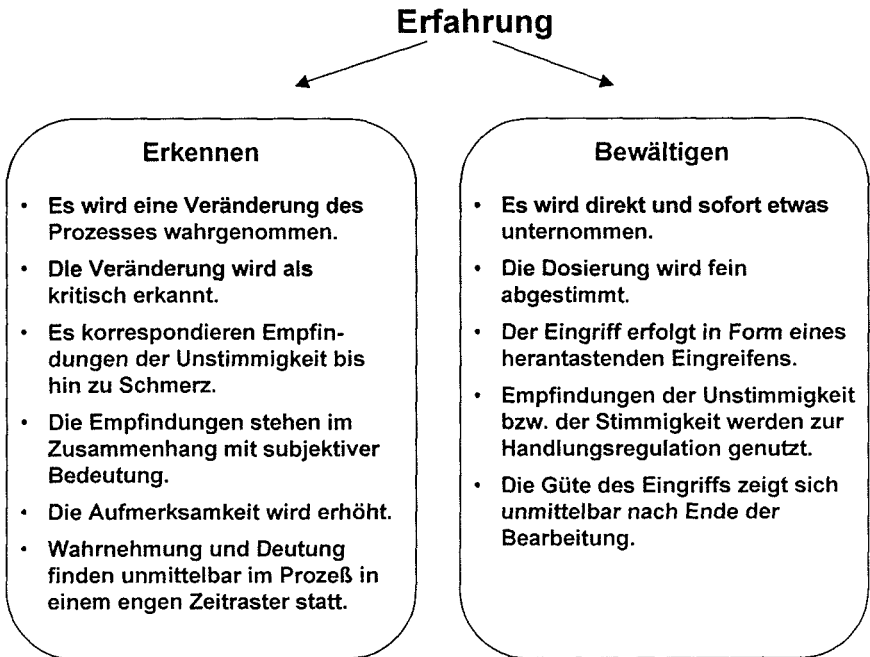 Erfahrung
Erkennen
· Es wird eine Veränderung des
Prozesses wahrgenommen.
· Die Veränderung wird als
kritisch erkannt.
· Es korrespondieren Empfin-
dungen der Unstimmigkeit bis
hin zu Schmerz.
· Die Empfindungen stehen im
Zusammenhang mit subjektiver
Bedeutung.
· Die Aufmerksamkeit wird erhöht.
· Wahrnehmung und Deutung
finden unmittelbar im Prozeß in
einem engen Zeitraster statt.
Bewältigen
· Es wird direkt und sofort etwas
unternommen.
· Die Dosierung wird fein
abgestimmt.
· Der Eingriff erfolgt in Form eines
herantastenden Eingreifens.
· Empfindungen der Unstimmigkeit
bzw. der Stimmigkeit werden zur
Handlungsregulation genutzt.
· Die Güte des Eingriffs zeigt sich
unmittelbar nach Ende der
Bearbeitung.